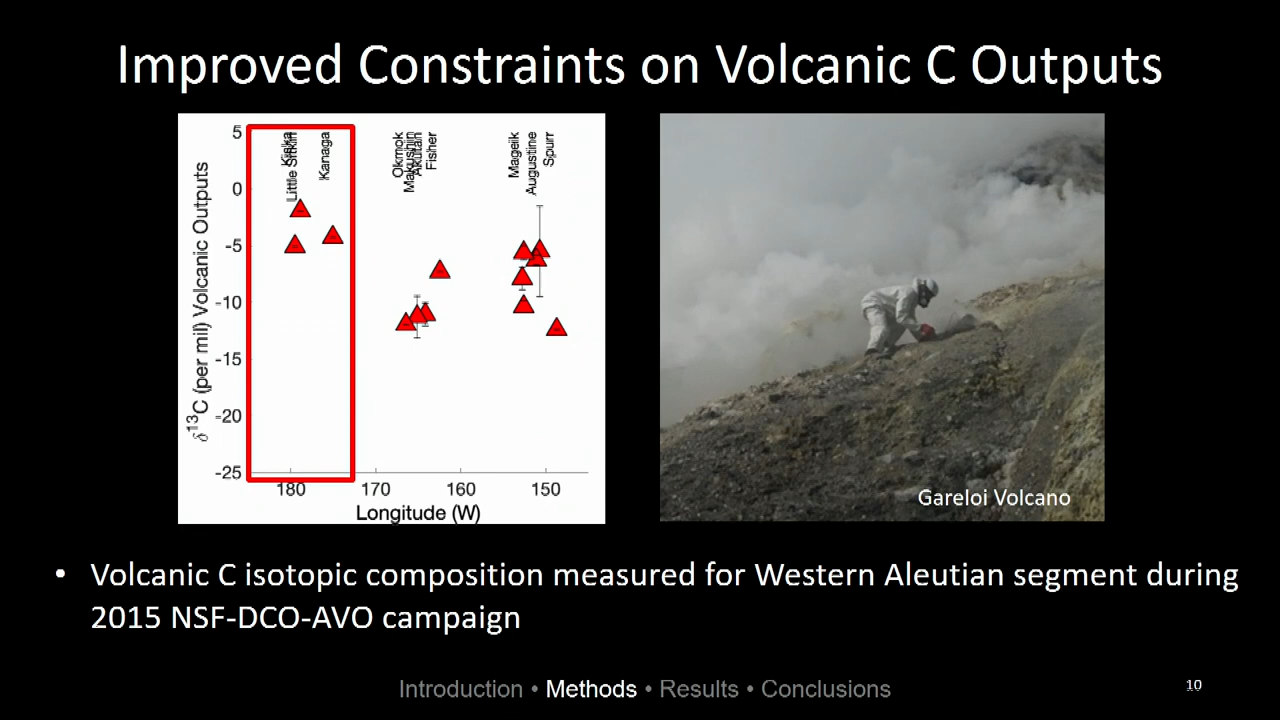 Improved Constraints on Volcanic C Outputs
5
0
-5
-10
-15
-20
-25
δ13C (per mil) Volcanic Outputs
Kiska
Little Sitkin
Kanaga
Okmok
Makushin
Akutan
Fisher
Mageik
Augustine
Spurr
180 170 160 150
Longitude (W)
Gareloi Volcano
• Volcanic C isotopic composition measured for Western Aleutian segment during
2015 NSF-DCO-AVO campaign
Introduction • Methods • Results • Conclusions
10